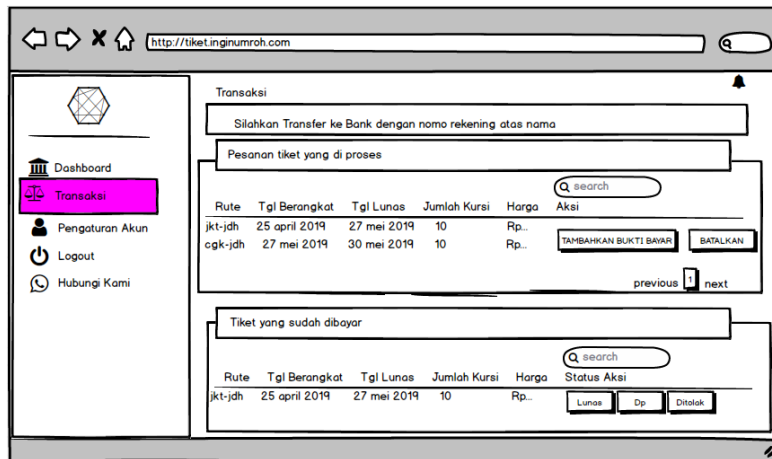 http://tiket.inginumroh.com
Dashboard
Transaksi
Pengaturan Akun
Logout
Hubungi Kami
Transaksi
Silahkan Transfer ke Bank dengan nomo rekening atas nama
Pesanan tiket yang di proses
search
Rute Tgl Berangkat Tgl Lunas Jumlah Kursi Harga Aksi
jkt-jdh 25 april 2019 27 mei 2019 10 Rp...
cgk-jdh 27 mei 2019 30 mei 2019 10 Rp...
TAMBAHKAN BUKTI BAYAR BATALKAN
previous 1 next
Tiket yang sudah dibayar
search
Rute Tgl Berangkat Tgl Lunas Jumlah Kursi Harga Status Aksi
jkt-jdh 25 april 2019 27 mei 2019 10 Rp... Lunas Dp Ditolak